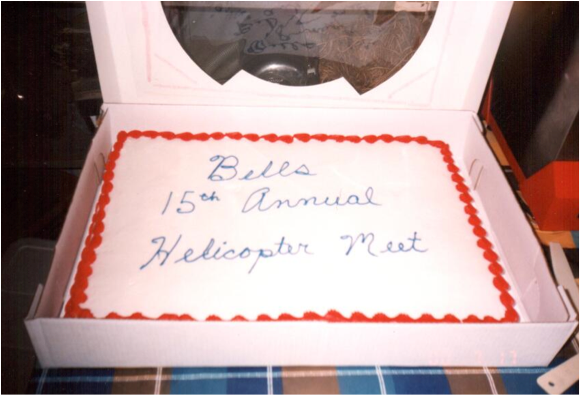 Bells
15th Annual
Helicopter Meet